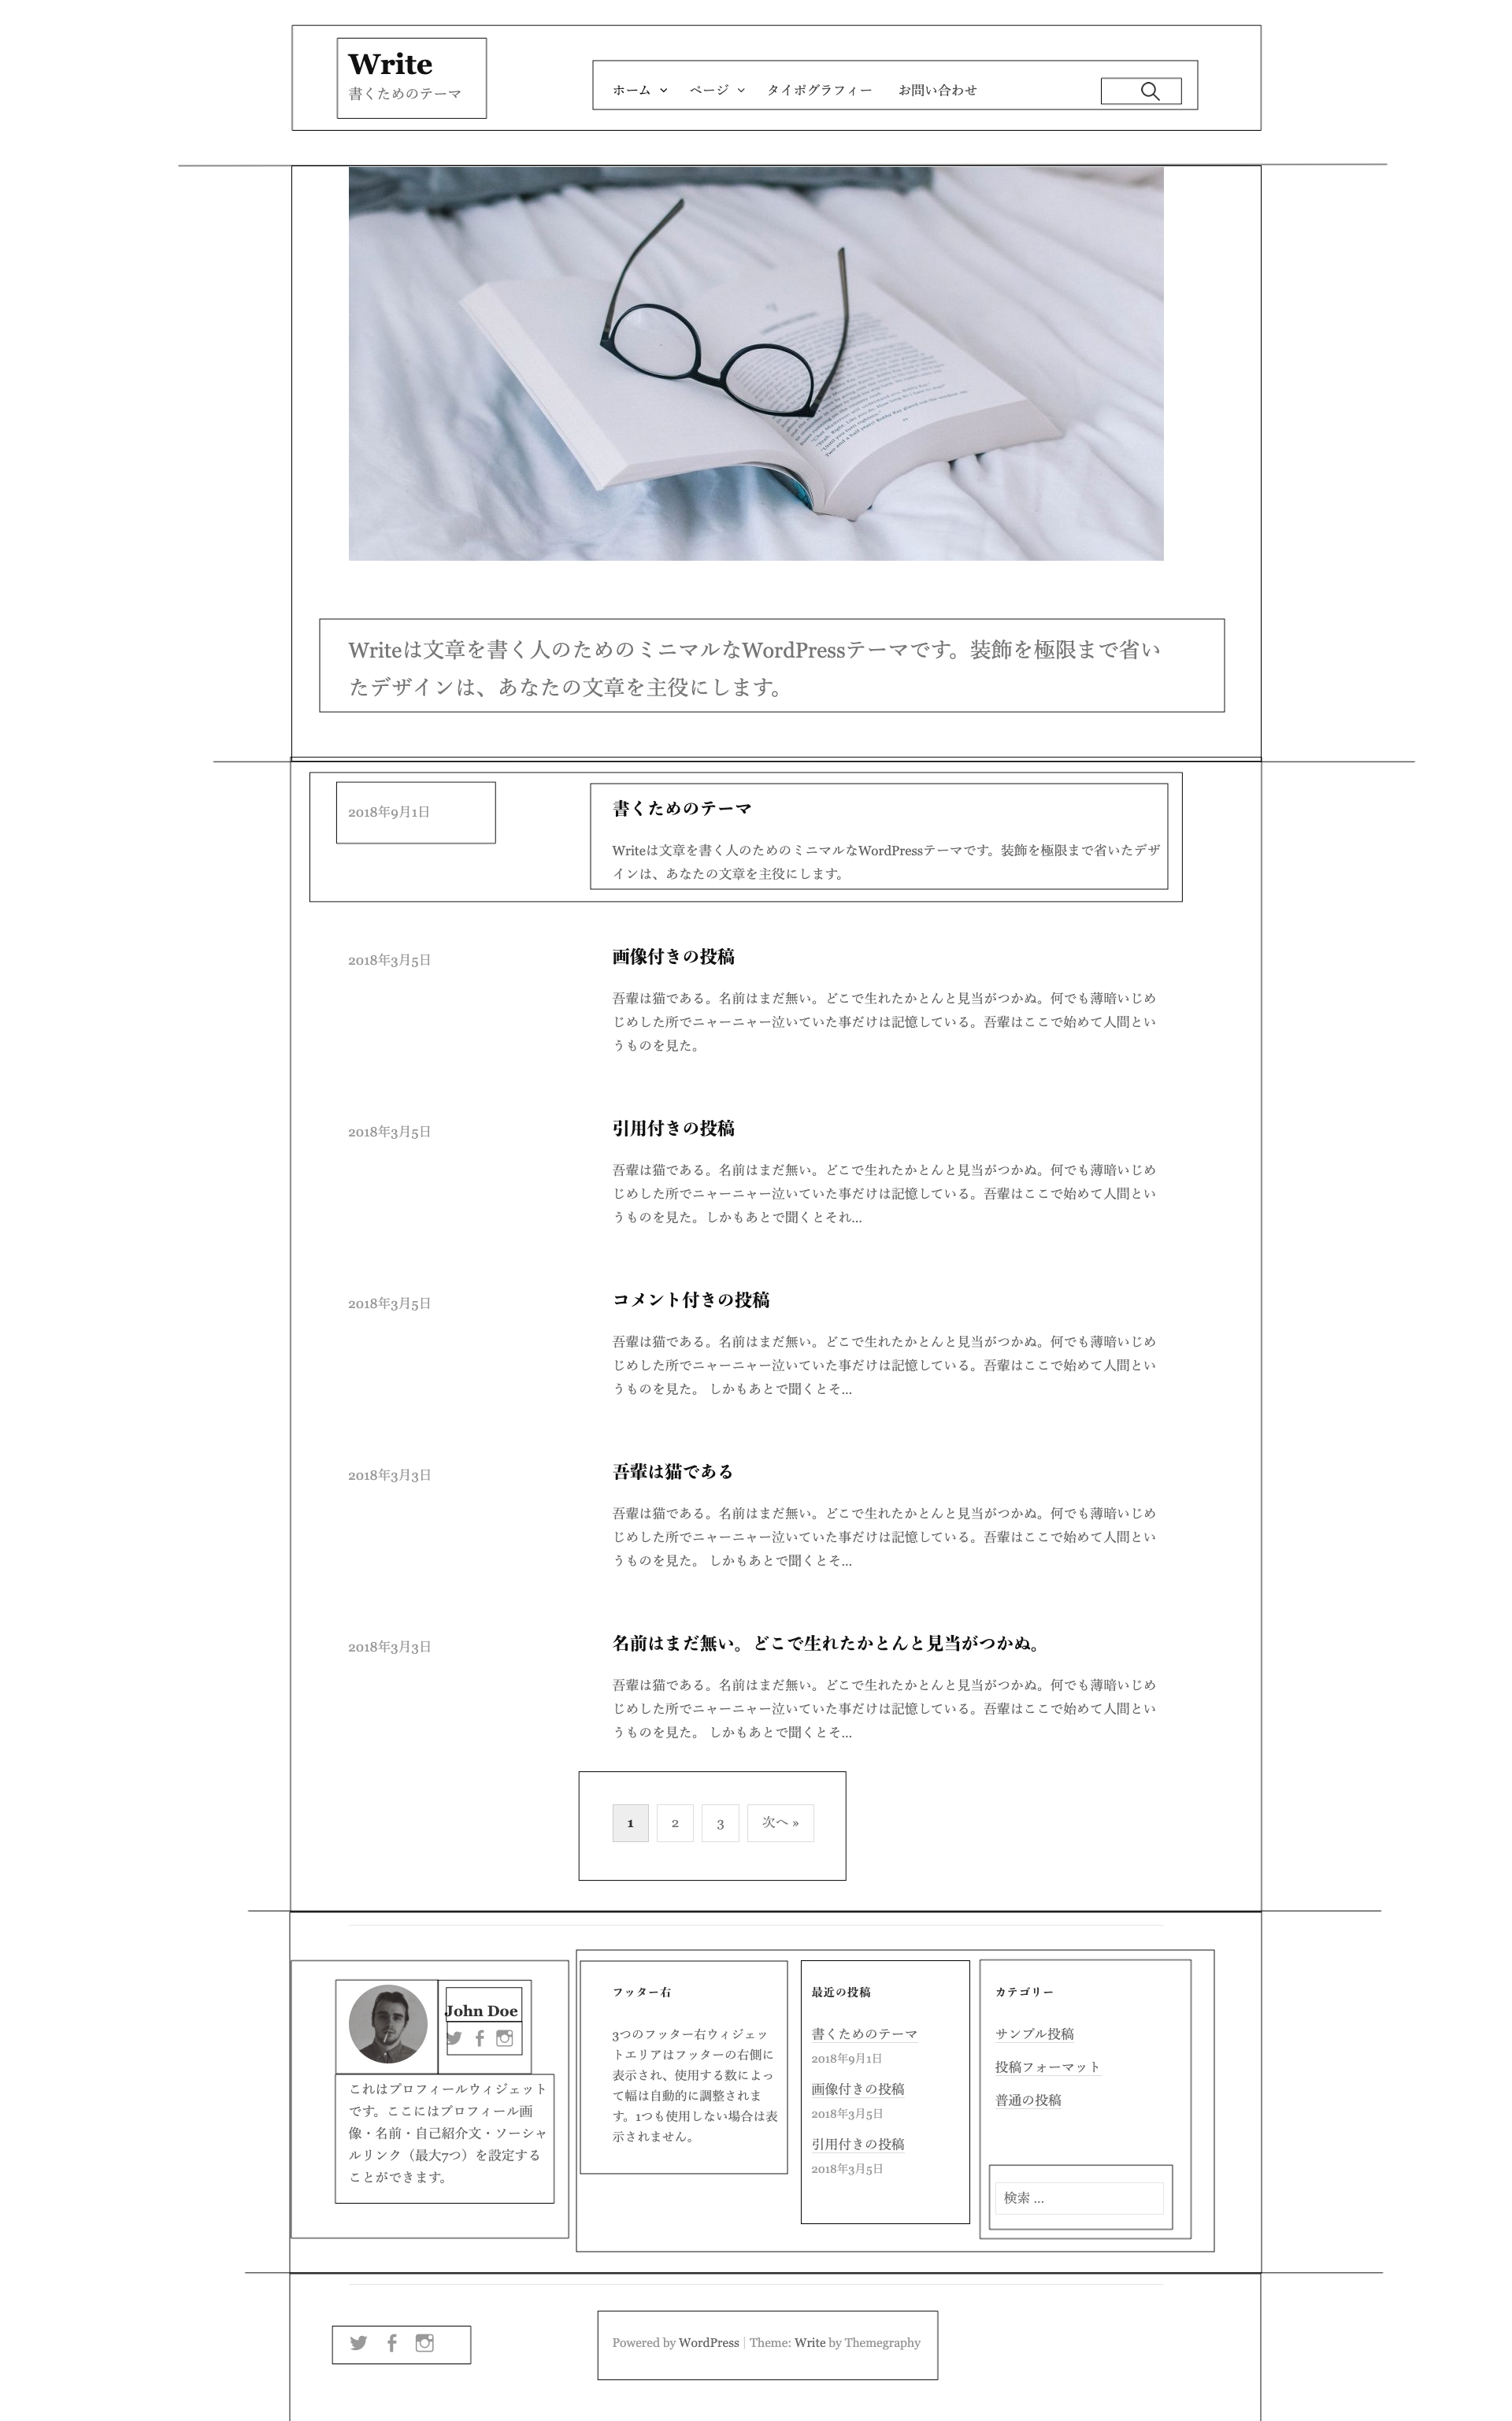 Write
書くためのテーマ
ホーム ページ タイポグラフィー お問い合わせ
Writeは文章を書く人のためのミニマルなWordPressテーマです。装飾を極限まで省い
たデザインは、あなたの文章を主役にします。
2018年9月1日
書くためのテーマ
Writeは文章を書く人のためのミニマルなWordPressテーマです。装飾を極限まで省いたデザ
インは、あなたの文章を主役にします。
2018年3月5日
画像付きの投稿
吾輩は猫である。名前はまだ無い。どこで生れたかとんと見当がつかぬ。何でも薄暗いじめ
じめした所でニャーニャー泣いていた事だけは記憶している。吾輩はここで始めて人間とい
うものを見た。
2018年3月5日
引用付きの投稿
吾輩は猫である。名前はまだ無い。どこで生れたかとんと見当がつかぬ。何でも薄暗いじめ
じめした所でニャーニャー泣いていた事だけは記憶している。吾輩はここで始めて人間とい
うものを見た。しかもあとで聞くとそれ...
2018年3月5日
コメント付きの投稿
吾輩は猫である。名前はまだ無い。どこで生れたかとんと見当がつかぬ。何でも薄暗いじめ
じめした所でニャーニャー泣いていた事だけは記憶している。吾輩はここで始めて人間とい
うものを見た。 しかもあとで聞くとそ...
2018年3月3日
吾輩は猫である
吾輩は猫である。名前はまだ無い。どこで生れたかとんと見当がつかぬ。何でも薄暗いじめ
じめした所でニャーニャー泣いていた事だけは記憶している。吾輩はここで始めて人間とい
うものを見た。 しかもあとで聞くとそ...
2018年3月3日
名前はまだ無い。どこで生れたかとんと見当がつかぬ。
吾輩は猫である。名前はまだ無い。どこで生れたかとんと見当がつかぬ。何でも薄暗いじめ
じめした所でニャーニャー泣いていた事だけは記憶している。吾輩はここで始めて人間とい
うものを見た。 しかもあとで聞くとそ...
1 2 3 次へ »
John Doe
これはプロフィールウィジェット
です。ここにはプロフィール画
像・名前・自己紹介文・ソーシャ
ルリンク（最大7つ）を設定する
ことができます。
フッター右
3つのフッター右ウィジェッ
トエリアはフッターの右側に
表示され、使用する数によっ
て幅は自動的に調整されま
す。1つも使用しない場合は表
示されません。
最近の投稿
書くためのテーマ
2018年9月1日
画像付きの投稿
2018年3月5日
引用付きの投稿
2018年3月5日
カテゴリー
サンプル投稿
投稿フォーマット
普通の投稿
検索 ...
Powered by WordPress | Theme: Write by Themegraphy